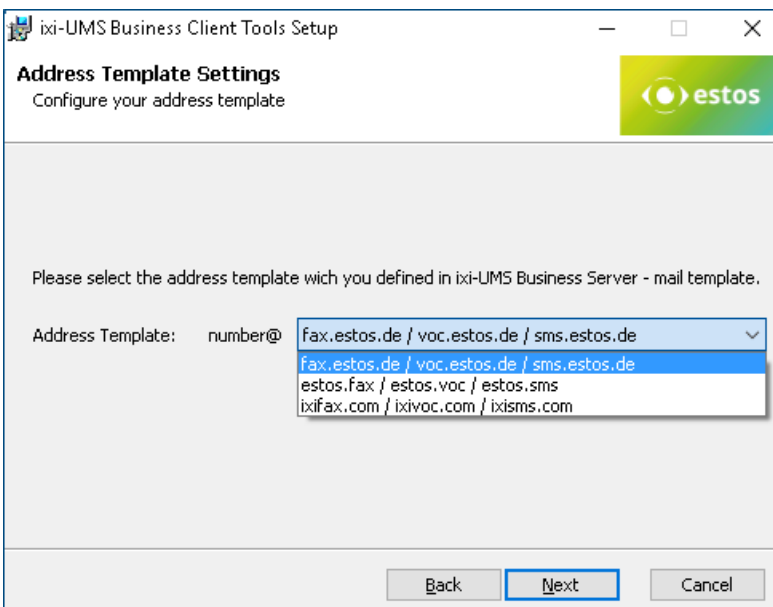 ixi-UMS Business Client Tools Setup
Address Template Settings
Configure your address template
estos
Please select the address template wich you defined in ixi-UMS Business Server - mail template.
Address Template: number@ fax.estos.de / voc.estos.de / sms.estos.de
fax.estos.de / voc.estos.de / sms.estos.de
estos.fax / estos.voc / estos.sms
ixifax.com / ixivoc.com / ixisms.com
Back Next Cancel